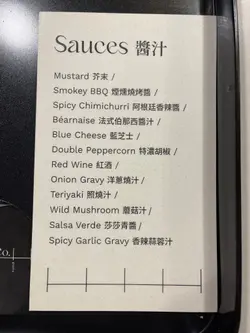 Sauces 醬汁
Mustard 芥末 /
Smokey BBQ 煙燻燒烤醬 /
Spicy Chimichurri 阿根廷香辣醬 /
Béarnaise 法式伯那西醬汁 /
Blue Cheese 藍芝士 /
Double Peppercorn 特濃胡椒 /
Red Wine 紅酒 /
Onion Gravy 洋蔥燒汁 /
Teriyaki 照燒汁 /
Wild Mushroom 蘑菇汁 /
Salsa Verde 莎莎青醬 /
Spicy Garlic Gravy 香辣蒜蓉汁
co.